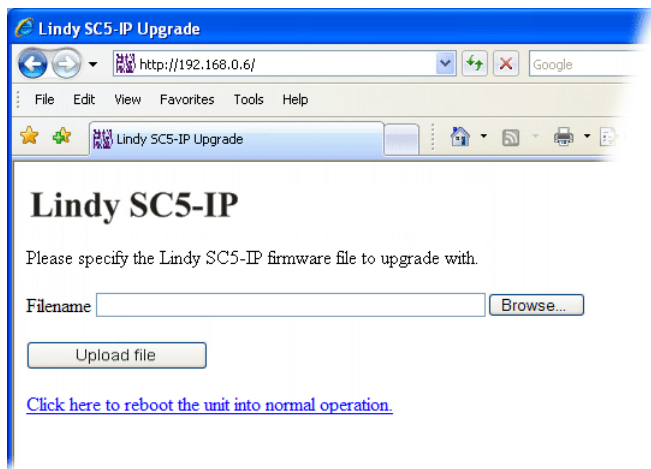 Lindy SC5-IP Upgrade
http://192.168.0.6/
Google
File Edit View Favorites Tools Help
Lindy SC5-IP Upgrade
Lindy SC5-IP
Please specify the Lindy SC5-IP firmware file to upgrade with.
Filename Browse...
Upload file
Click here to reboot the unit into normal operation.